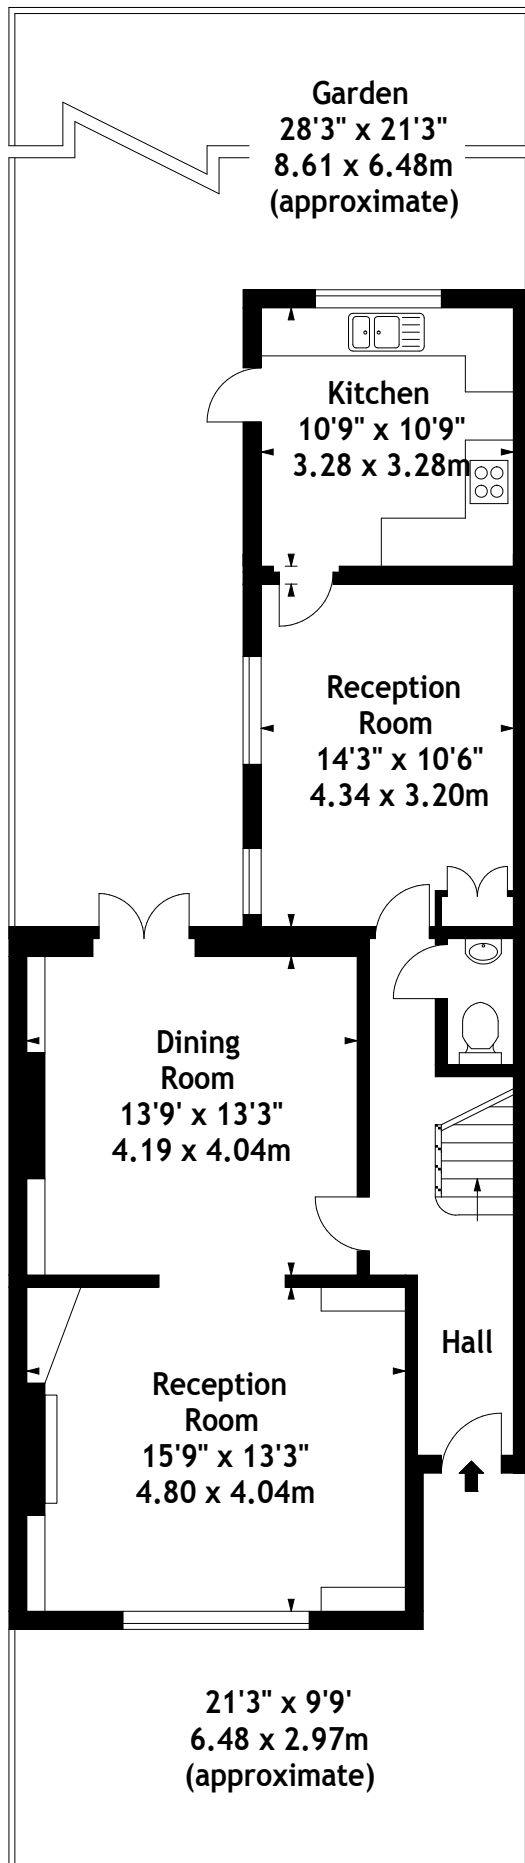 Garden
28'3" x 21'3"
8.61 x 6.48m
(approximate)
Kitchen
10'9" x 10'9"
3.28 x 3.28m
Reception
Room
14'3" x 10'6"
4.34 x 3.20m
Dining
Room
13'9' x 13'3"
4.19 x 4.04m
Hall
Reception
Room
15'9" x 13'3"
4.80 x 4.04m
21'3" x 9'9'
6.48 x 2.97m
(approximate)